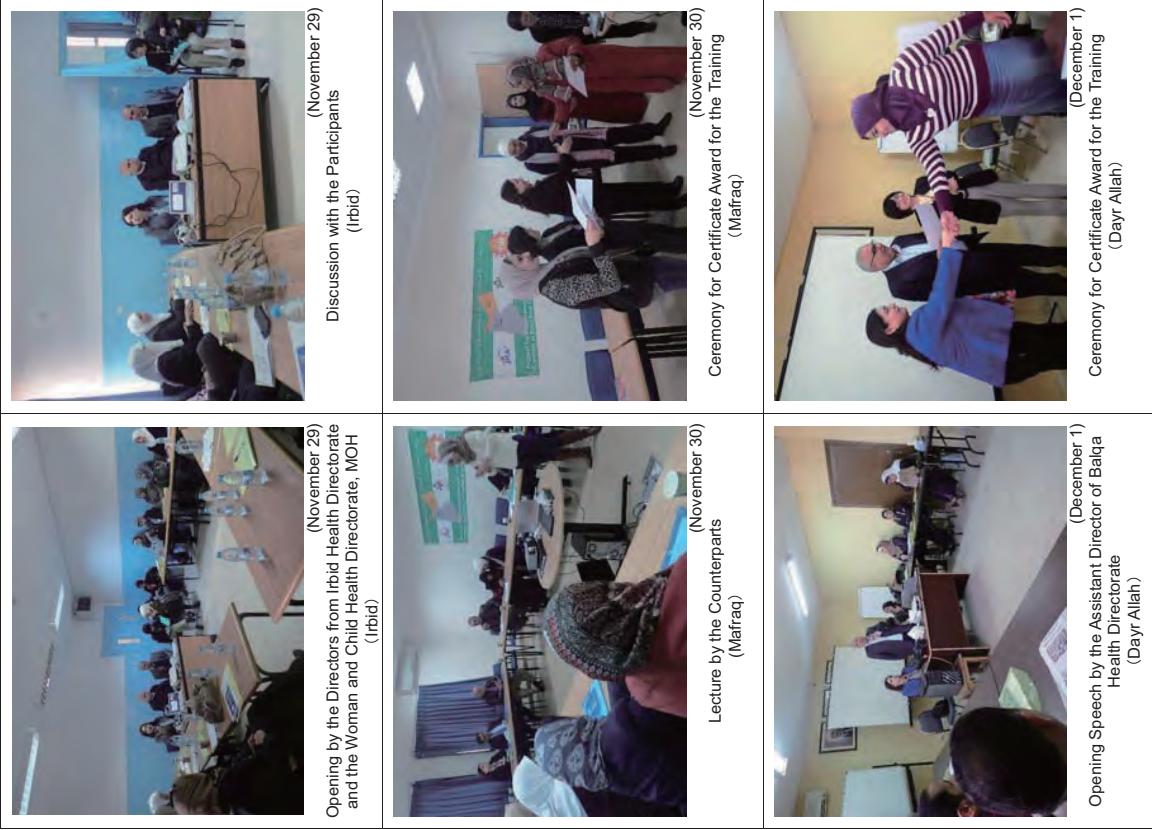 (November 29)
Opening by the Directors from Irbid Health Directorate
and the Woman and Child Health Directorate, MOH
（Irbid）
(November 29)
Discussion with the Participants
（Irbid）
(November 30)
Lecture by the Counterparts
（Mafraq）
(November 30)
Ceremony for Certificate Award for the Training
（Mafraq）
(December 1)
Opening Speech by the Assistant Director of Balqa
Health Directorate
（Dayr Allah）
(December 1)
Ceremony for Certificate Award for the Training
（Dayr Allah）